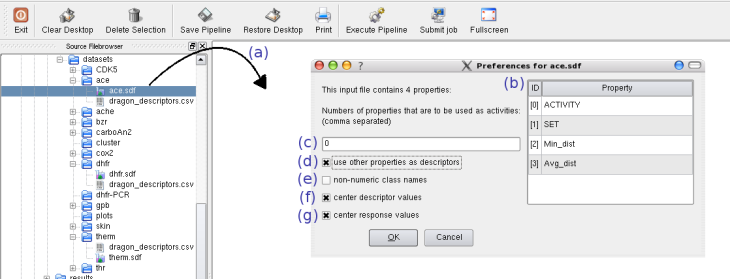 Exit Clear Desktop Delete Selection Save Pipeline Restore Desktop Print Execute Pipeline Submit job Fullscreen
Source Filebrowser
datasets
CDK5
ace
ace.sdf
dragon_descriptors.csv
ache
bzr
carboAn2
cluster
cox2
dhfr
dhfr.sdf
dragon_descriptors.csv
dhfr-PCR
gpb
plots
skin
therm
dragon_descriptors.csv
therm.sdf
thr
results
(a)
? X Preferences for ace.sdf
This input file contains 4 properties:
Numbers of properties that are to be used as activities:
(comma separated)
(c) 0
(d) use other properties as descriptors
(e) non-numeric class names
(f) center descriptor values
(g) center response values
OK Cancel
(b) ID Property
[0] ACTIVITY
[1] SET
[2] Min_dist
[3] Avg_dist